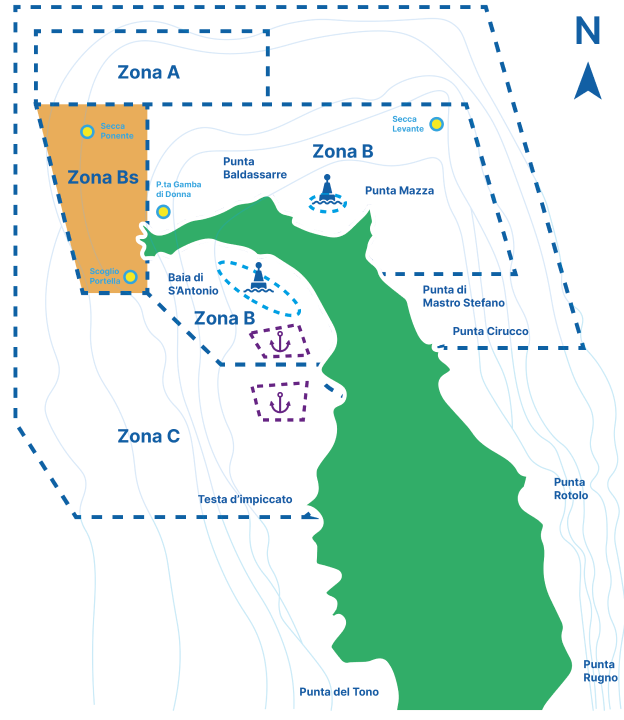 N
Zona A
Secca
Ponente
Secca
Levante
Zona B
Punta
Baldassarre
Zona Bs
P.ta Gamba
di Donna
Punta Mazza
Scoglio
Portella
Baia di
S’Antonio
Punta di
Mastro Stefano
Zona B
Punta Cirucco
Zona C
Punta
Rotolo
Testa d’impiccato
Punta
Rugno
Punta del Tono